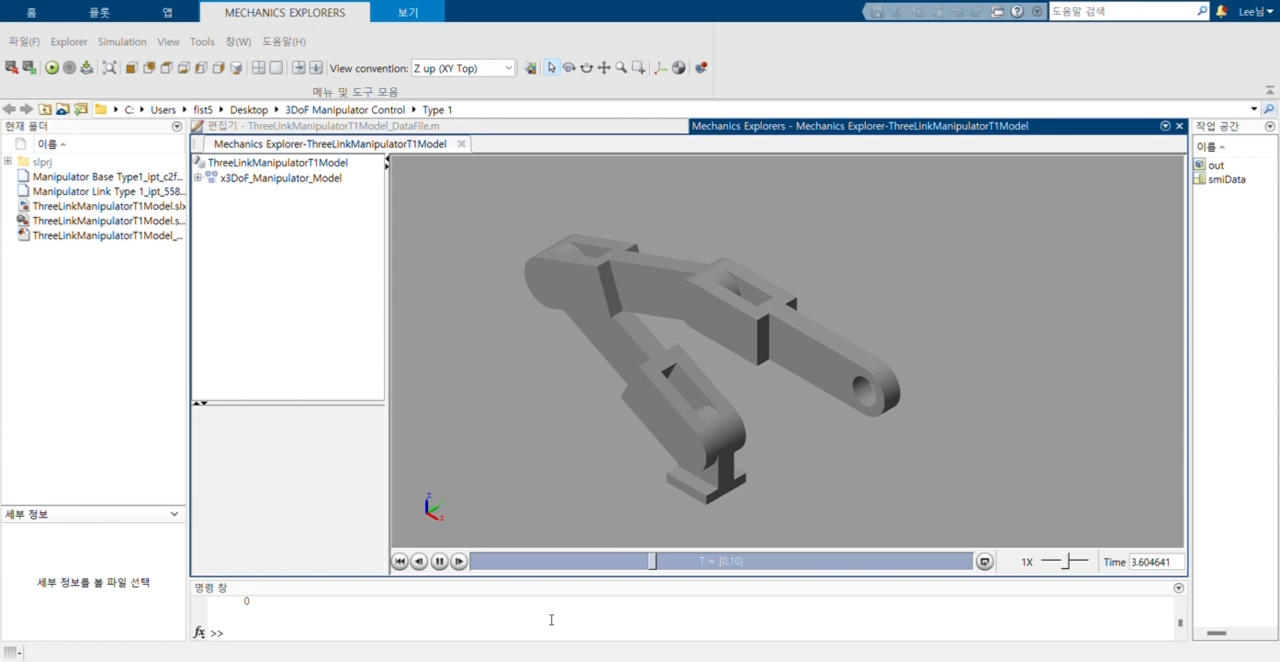 홈 플롯 앱 MECHANICS EXPLORERS 보기 도움말 검색 Lee님
파일(F) Explorer Simulation View Tools 창(W) 도움말(H)
View convention: Z up (XY Top)
메뉴 및 도구 모음
C: Users fist5 Desktop 3DoF Manipulator Control Type 1
현재 폴더
이름
slprj
Manipulator Base Type1_ipt_c2f...
Manipulator Link Type 1_ipt_558...
ThreeLinkManipulatorT1Model.slx
ThreeLinkManipulatorT1Model.s...
ThreeLinkManipulatorT1Model_...
세부 정보
세부 정보를 볼 파일 선택
편집기 - ThreeLinkManipulatorT1Model_DataFile.m
Mechanics Explorers - Mechanics Explorer-ThreeLinkManipulatorT1Model
Mechanics Explorer-ThreeLinkManipulatorT1Model
ThreeLinkManipulatorT1Model
x3DoF_Manipulator_Model
z
x
T = [0,10]
1X
Time 3.604641
명령 창
0
fx >>
작업 공간
이름
out
smiData